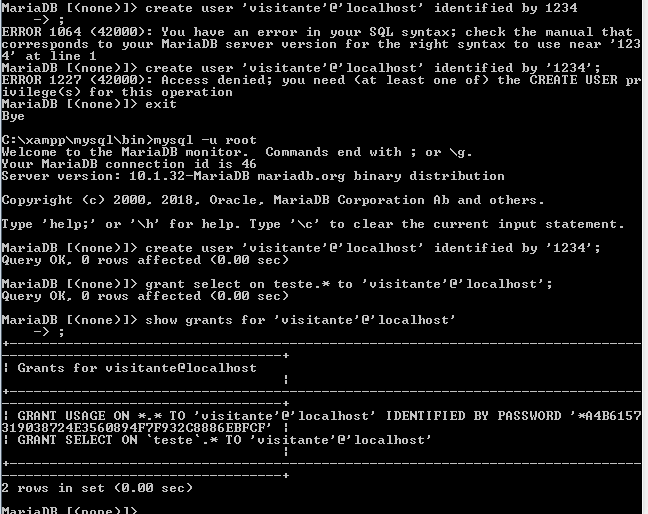 MariaDB [(none)]> create user 'visitante'@'localhost' identified by 1234
    -> ;
ERROR 1064 (42000): You have an error in your SQL syntax; check the manual that
corresponds to your MariaDB server version for the right syntax to use near '123
4' at line 1
MariaDB [(none)]> create user 'visitante'@'localhost' identified by '1234';
ERROR 1227 (42000): Access denied; you need (at least one of) the CREATE USER pr
ivilege(s) for this operation
MariaDB [(none)]> exit
Bye
C:\xampp\mysql\bin>mysql -u root
Welcome to the MariaDB monitor.  Commands end with ; or \g.
Your MariaDB connection id is 46
Server version: 10.1.32-MariaDB mariadb.org binary distribution
Copyright (c) 2000, 2018, Oracle, MariaDB Corporation Ab and others.
Type 'help;' or '\h' for help. Type '\c' to clear the current input statement.
MariaDB [(none)]> create user 'visitante'@'localhost' identified by '1234';
Query OK, 0 rows affected (0.00 sec)
MariaDB [(none)]> grant select on teste.* to 'visitante'@'localhost';
Query OK, 0 rows affected (0.00 sec)
MariaDB [(none)]> show grants for 'visitante'@'localhost'
    -> ;
+-------------------------------------------------------------------------------
-----------------------------------+
| Grants for visitante@localhost
                                   |
+-------------------------------------------------------------------------------
-----------------------------------+
| GRANT USAGE ON *.* TO 'visitante'@'localhost' IDENTIFIED BY PASSWORD '*A4B6157
319038724E3560894F7F932C8886EBFCF' |
| GRANT SELECT ON `teste`.* TO 'visitante'@'localhost'
                                   |
+-------------------------------------------------------------------------------
-----------------------------------+
2 rows in set (0.00 sec)
MariaDB [(none)]>